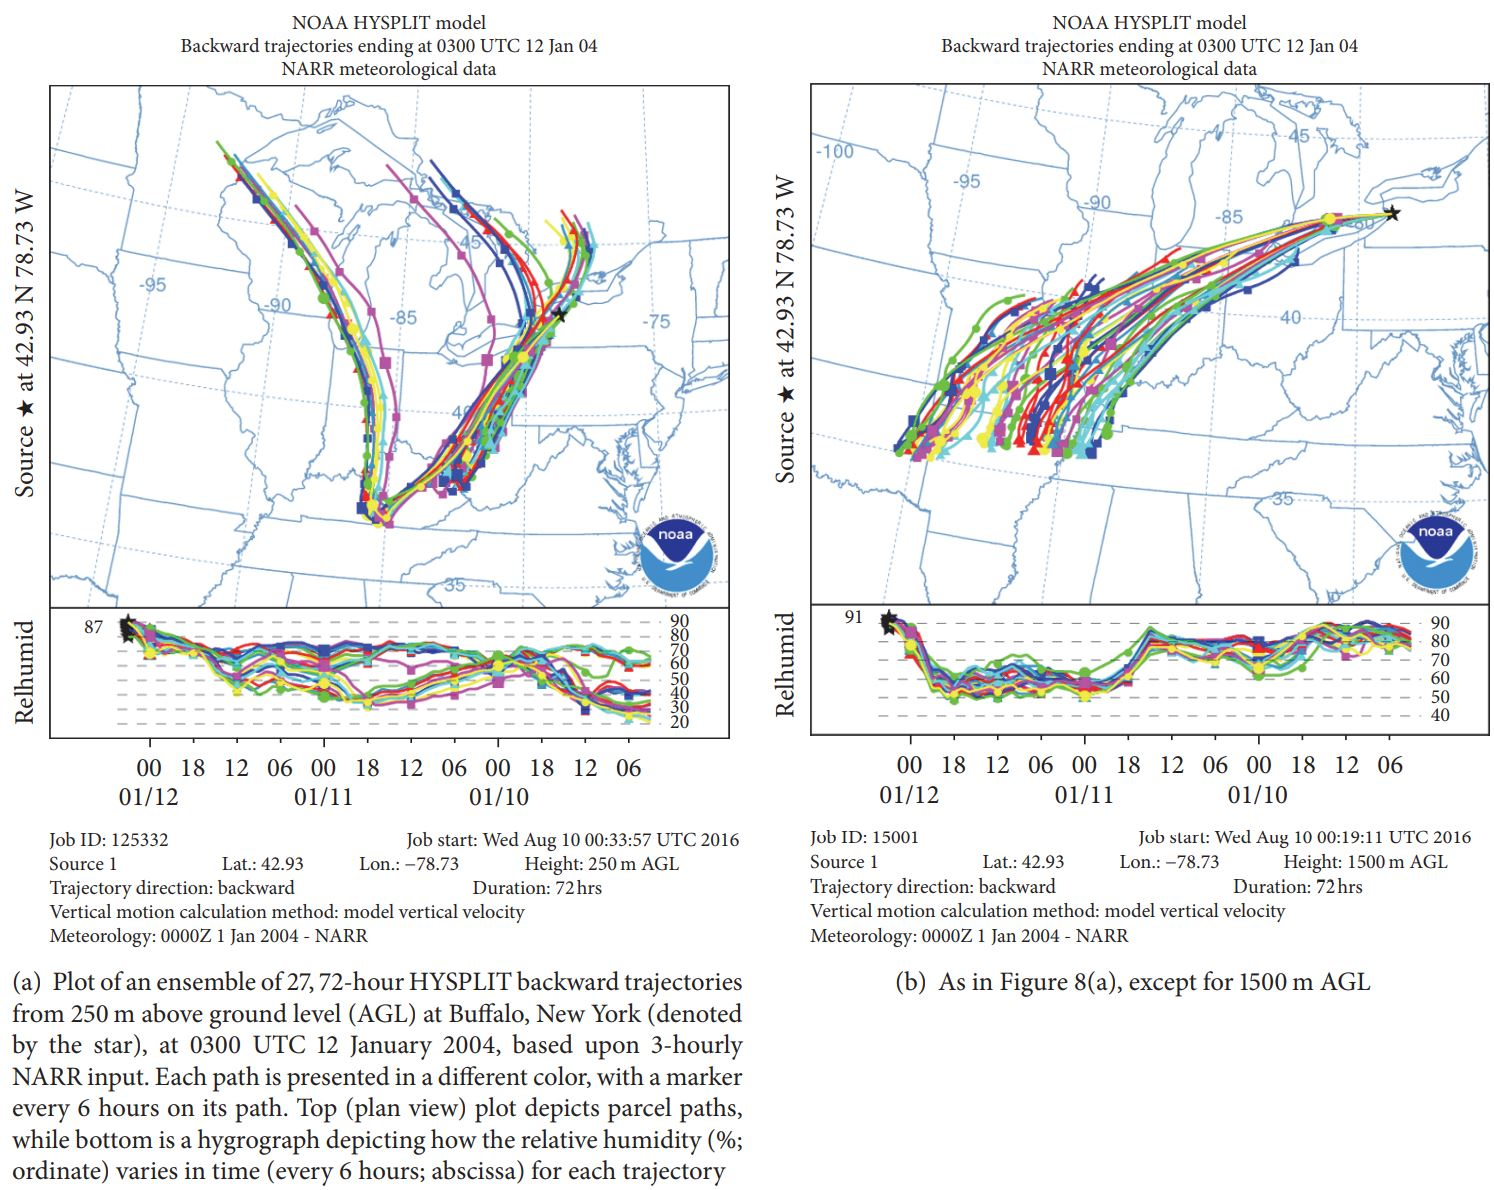 NOAA HYSPLIT model
Backward trajectories ending at 0300 UTC 12 Jan 04
NARR meteorological data
Source ★ at 42.93 N 78.73 W
-95
-90
-85
45
-75
40
35
noaa
Relhumid
87
90
80
70
60
50
40
30
20
00 18 12 06 00 18 12 06 00 18 12 06
01/12 01/11 01/10
Job ID: 125332 Job start: Wed Aug 10 00:33:57 UTC 2016
Source 1 Lat.: 42.93 Lon.: −78.73 Height: 250 m AGL
Trajectory direction: backward Duration: 72 hrs
Vertical motion calculation method: model vertical velocity
Meteorology: 0000Z 1 Jan 2004 - NARR
(a) Plot of an ensemble of 27, 72-hour HYSPLIT backward trajectories
from 250 m above ground level (AGL) at Buffalo, New York (denoted
by the star), at 0300 UTC 12 January 2004, based upon 3-hourly
NARR input. Each path is presented in a different color, with a marker
every 6 hours on its path. Top (plan view) plot depicts parcel paths,
while bottom is a hygrograph depicting how the relative humidity (%;
ordinate) varies in time (every 6 hours; abscissa) for each trajectory
NOAA HYSPLIT model
Backward trajectories ending at 0300 UTC 12 Jan 04
NARR meteorological data
Source ★ at 42.93 N 78.73 W
-100
-95
-90
-85
45
40
35
noaa
Relhumid
91
90
80
70
60
50
40
00 18 12 06 00 18 12 06 00 18 12 06
01/12 01/11 01/10
Job ID: 15001 Job start: Wed Aug 10 00:19:11 UTC 2016
Source 1 Lat.: 42.93 Lon.: −78.73 Height: 1500 m AGL
Trajectory direction: backward Duration: 72 hrs
Vertical motion calculation method: model vertical velocity
Meteorology: 0000Z 1 Jan 2004 - NARR
(b) As in Figure 8(a), except for 1500 m AGL